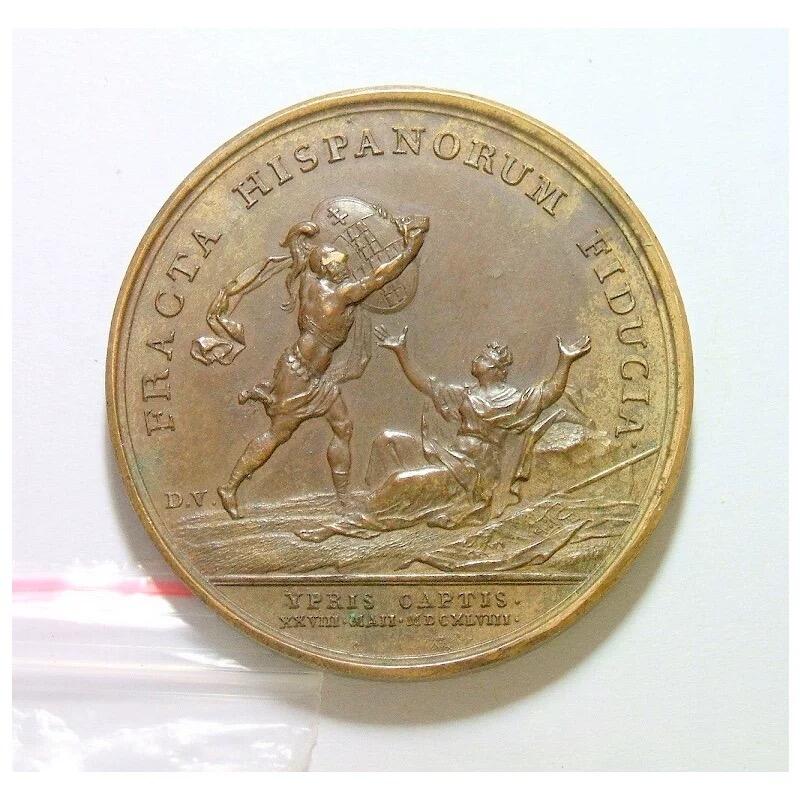 FRACTA HISPANORUM FIDUCIA·
D.V.
YPRIS CAPTIS·
XXVIII·MAII·MDCXLVIII·